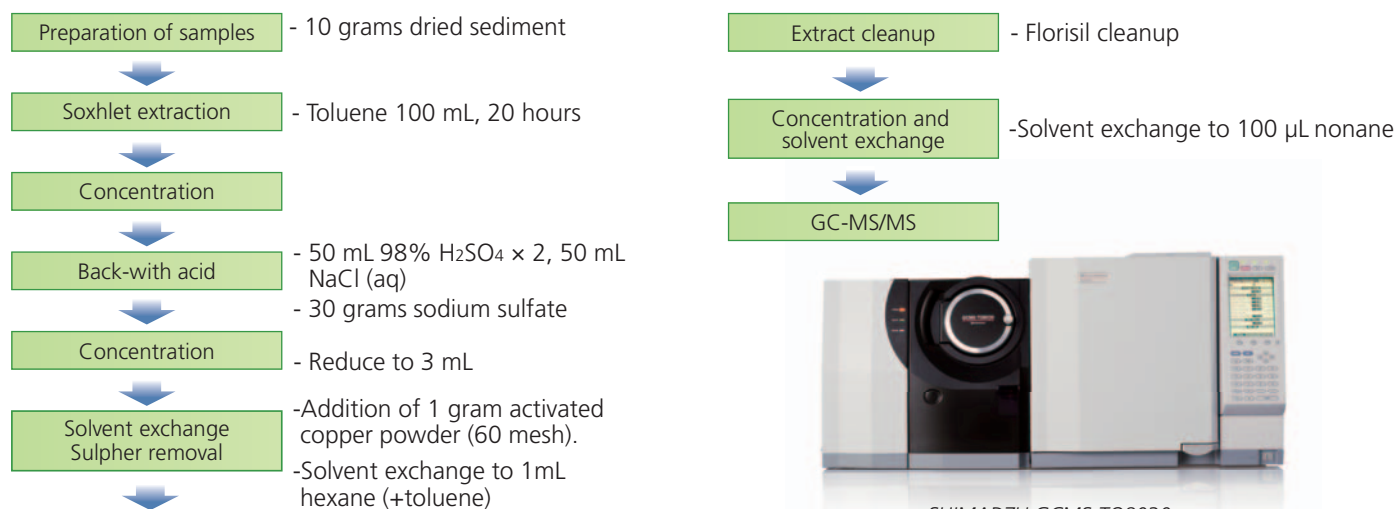 Preparation of samples
- 10 grams dried sediment
Soxhlet extraction
- Toluene 100 mL, 20 hours
Concentration
Back-with acid
- 50 mL 98% H2SO4 × 2, 50 mL
NaCl (aq)
- 30 grams sodium sulfate
Concentration
- Reduce to 3 mL
Solvent exchange
Sulpher removal
-Addition of 1 gram activated
copper powder (60 mesh).
-Solvent exchange to 1mL
hexane (+toluene)
Extract cleanup
- Florisil cleanup
Concentration and
solvent exchange
-Solvent exchange to 100 µL nonane
GC-MS/MS